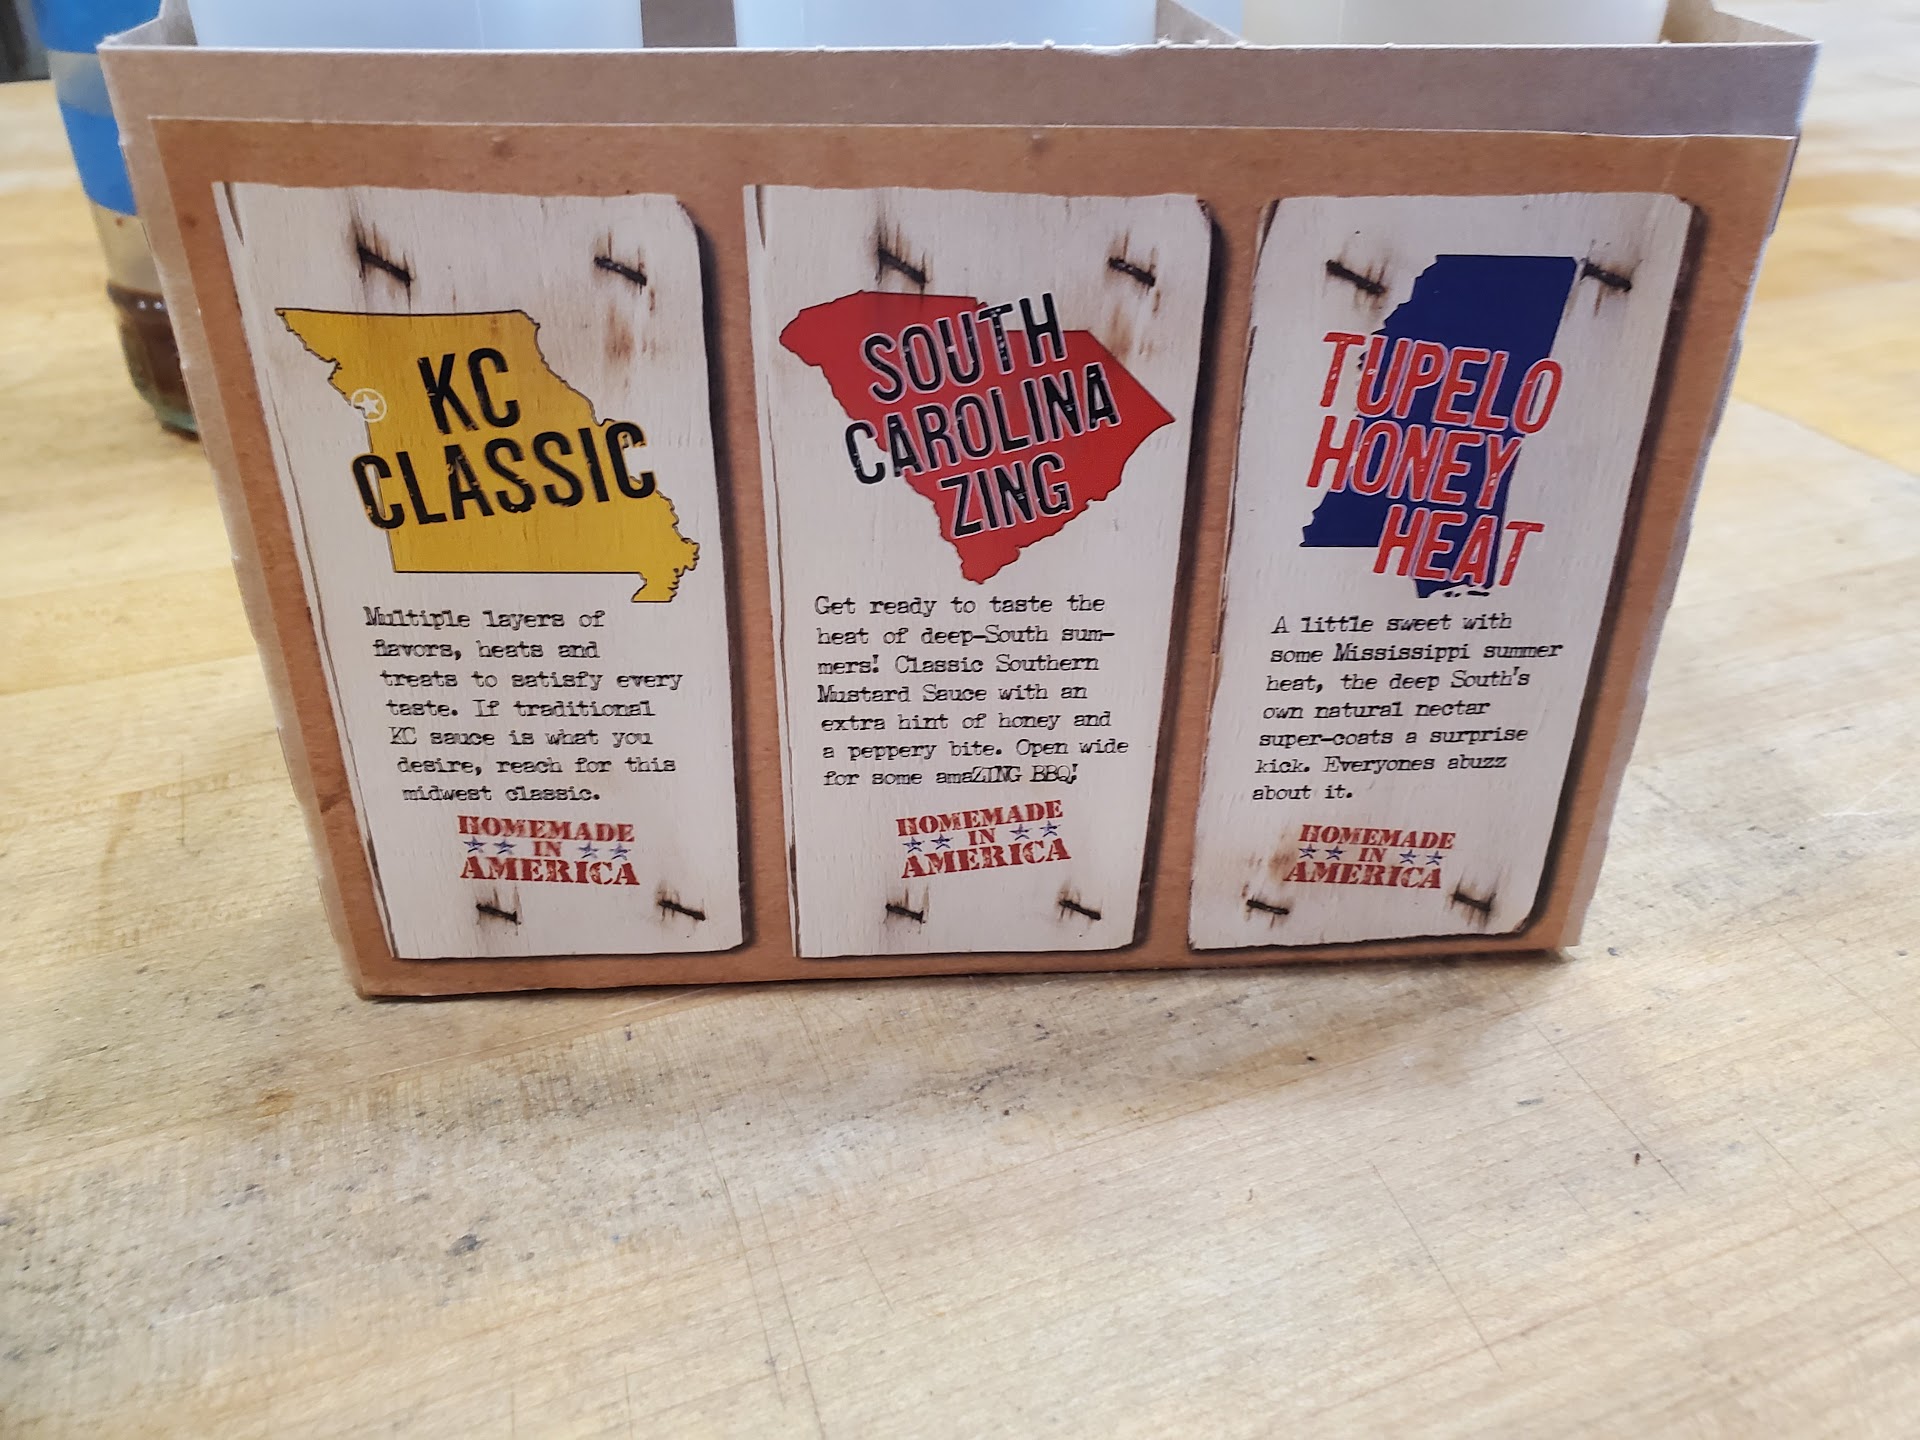 KC
CLASSIC
Multiple layers of
flavors, heats and
treats to satisfy every
taste. If traditional
KC sauce is what you
desire, reach for this
midwest classic.
HOMEMADE
IN
AMERICA
SOUTH
CAROLINA
ZING
Get ready to taste the
heat of deep-South sum-
mers! Classic Southern
Mustard Sauce with an
extra hint of honey and
a peppery bite. Open wide
for some amaZING BBQ!
HOMEMADE
IN
AMERICA
TUPELO
HONEY
HEAT
A little sweet with
some Mississippi summer
heat, the deep South's
own natural nectar
super-coats a surprise
kick. Everyones abuzz
about it.
HOMEMADE
IN
AMERICA